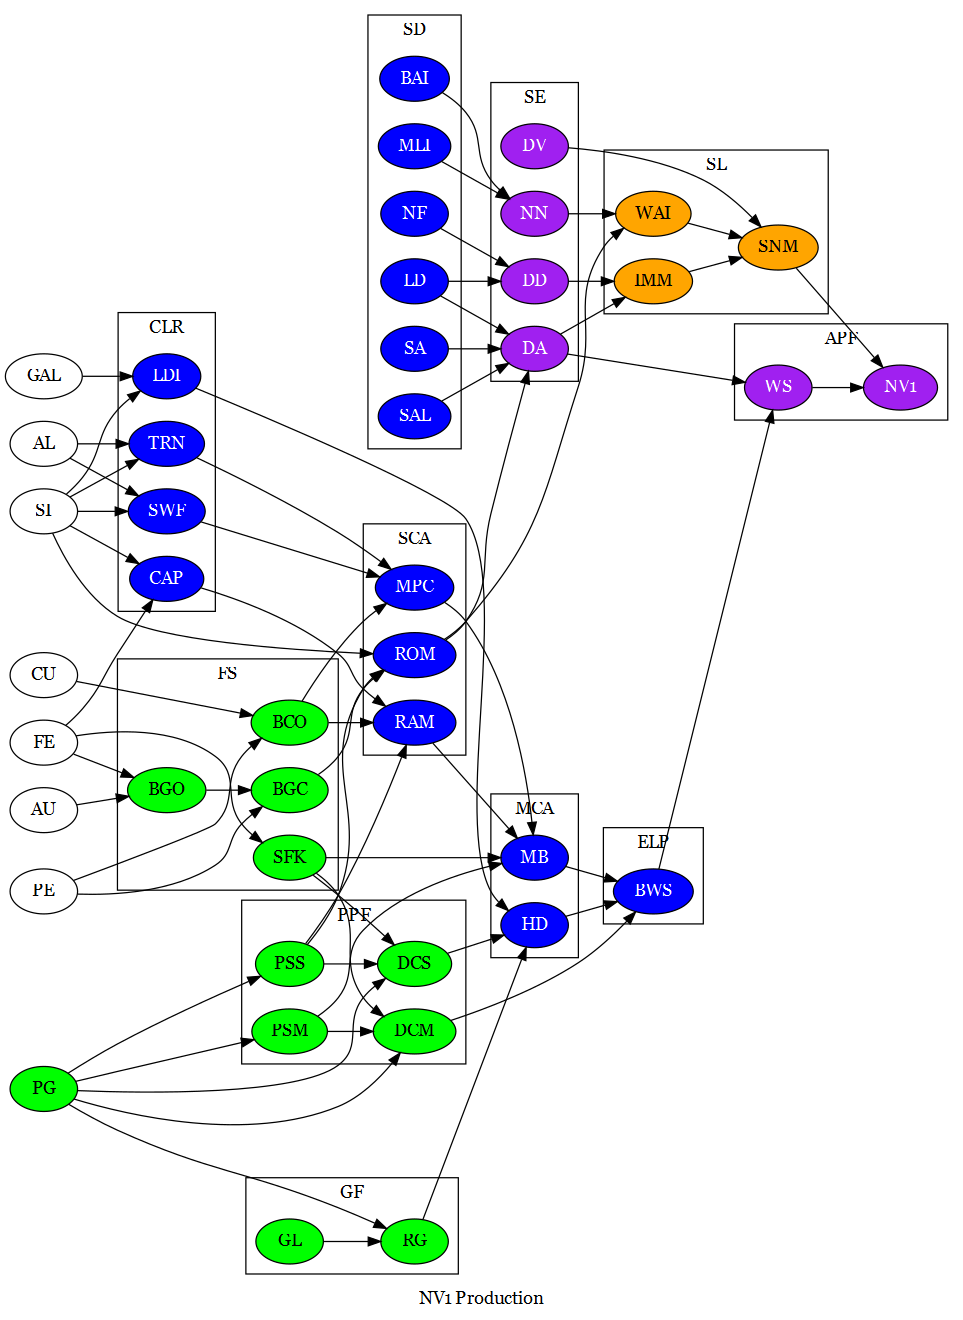 SD
BAI
MLI
NF
LD
SA
SAL
SE
DV
NN
DD
DA
SL
WAI
IMM
SNM
APF
WS
NV1
CLR
LDI
TRN
SWF
CAP
GAL
AL
SI
CU
FE
AU
PE
FS
BCO
BGO
BGC
SFK
SCA
MPC
ROM
RAM
MCA
MB
HD
ELP
BWS
PPF
PSS
DCS
PSM
DCM
PG
GF
GL
RG
NV1 Production